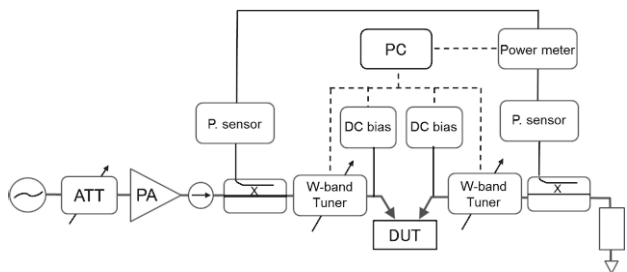 PC
Power meter
P. sensor
DC bias
DC bias
P. sensor
ATT
PA
X
W-band
Tuner
W-band
Tuner
X
DUT